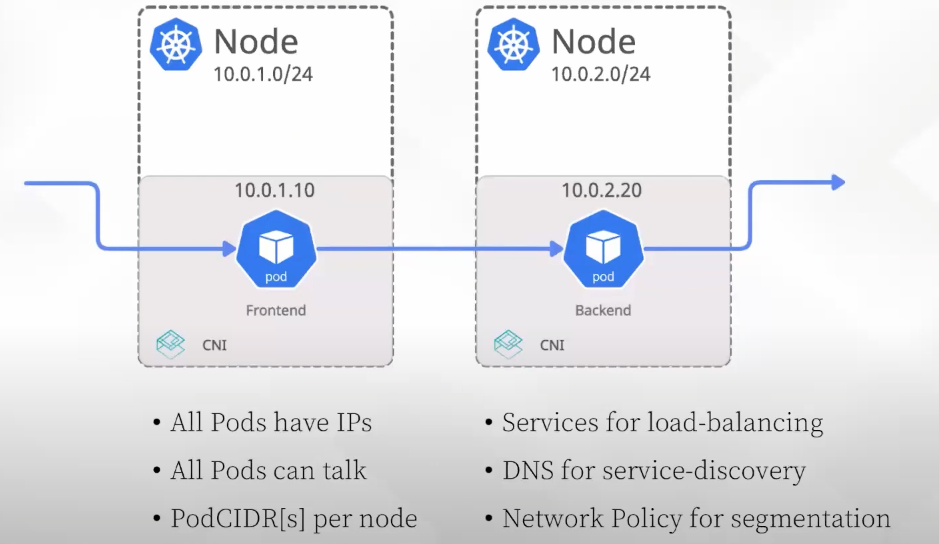 Node
10.0.1.0/24
10.0.1.10
pod
Frontend
CNI
Node
10.0.2.0/24
10.0.2.20
pod
Backend
CNI
• All Pods have IPs
• All Pods can talk
• PodCIDR[s] per node
• Services for load-balancing
• DNS for service-discovery
• Network Policy for segmentation